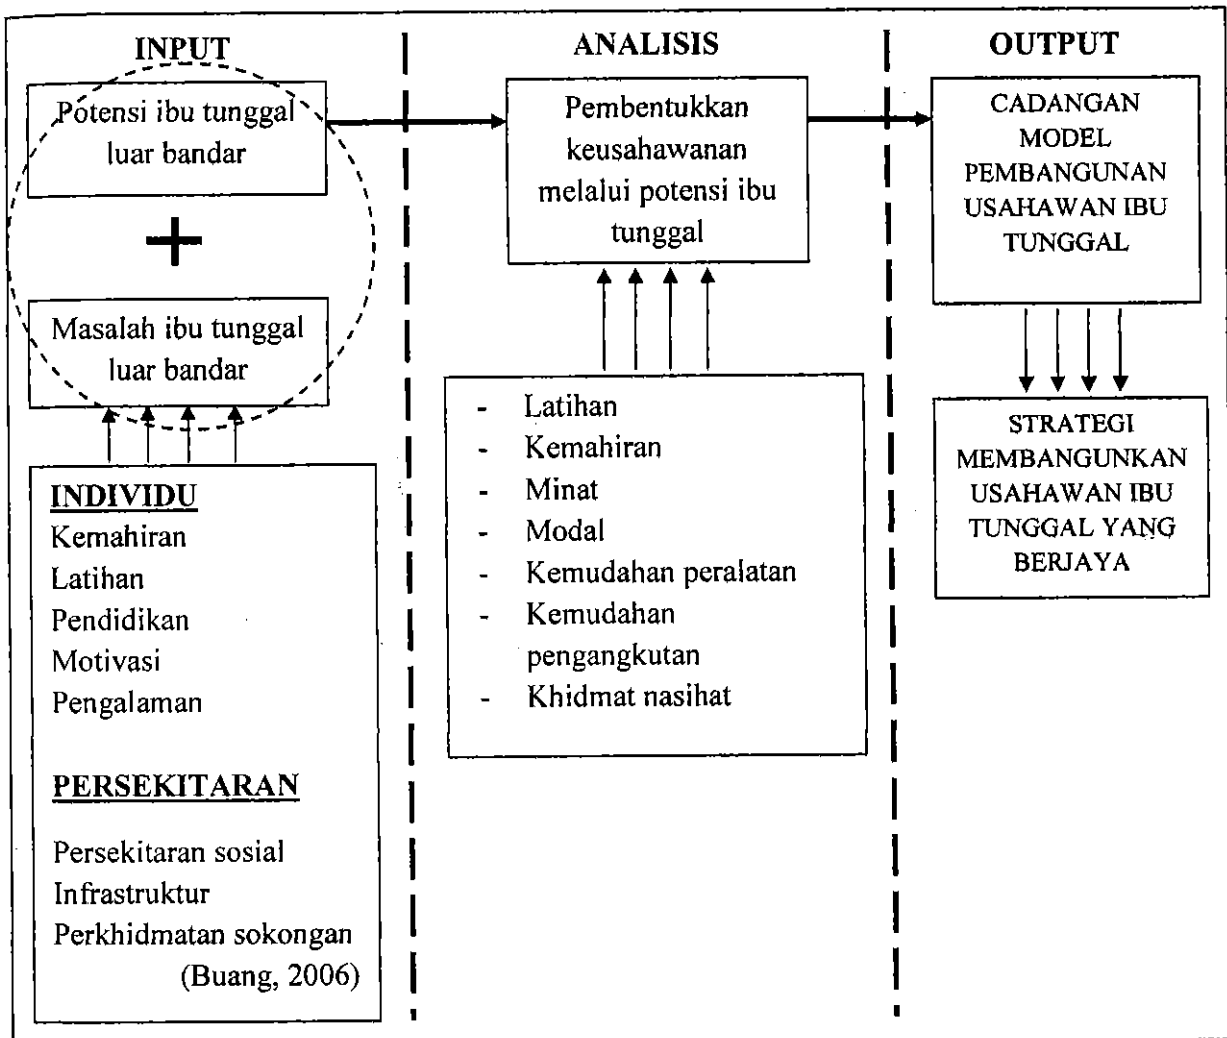 INPUT
Potensi ibu tunggal
luar bandar
+
Masalah ibu tunggal
luar bandar
INDIVIDU
Kemahiran
Latihan
Pendidikan
Motivasi
Pengalaman
PERSEKITARAN
Persekitaran sosial
Infrastruktur
Perkhidmatan sokongan
(Buang, 2006)
ANALISIS
Pembentukkan
keusahawanan
melalui potensi ibu
tunggal
- Latihan
- Kemahiran
- Minat
- Modal
- Kemudahan peralatan
- Kemudahan
pengangkutan
- Khidmat nasihat
OUTPUT
CADANGAN
MODEL
PEMBANGUNAN
USAHAWAN IBU
TUNGGAL
STRATEGI
MEMBANGUNKAN
USAHAWAN IBU
TUNGGAL YANG
BERJAYA